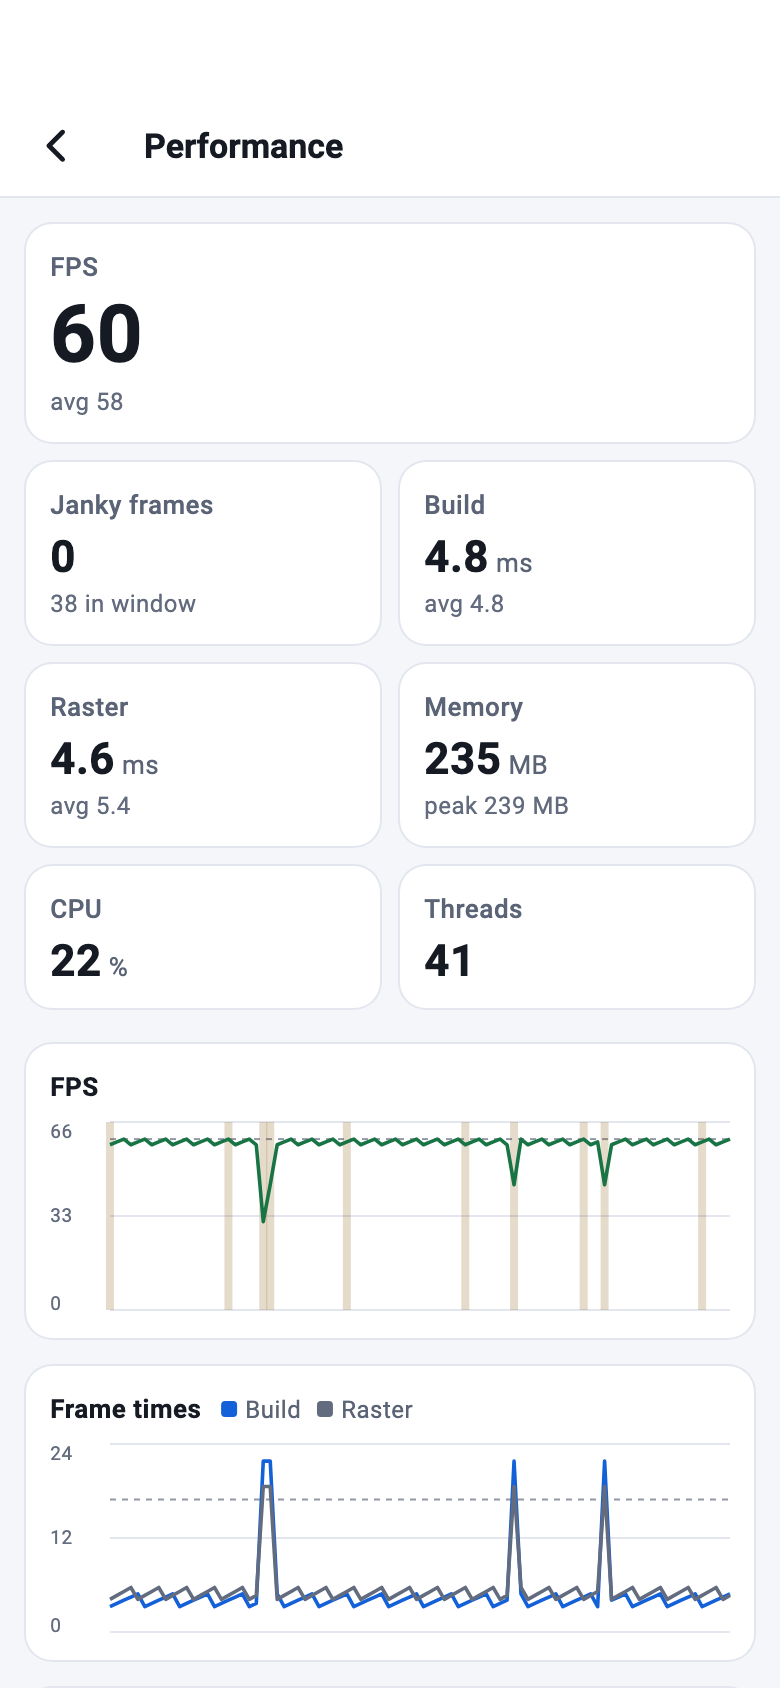 Performance
FPS
60
avg 58
Janky frames
0
38 in window
Build
4.8 ms
avg 4.8
Raster
4.6 ms
avg 5.4
Memory
235 MB
peak 239 MB
CPU
22 %
Threads
41
FPS
66
33
0
Frame times Build Raster
24
12
0